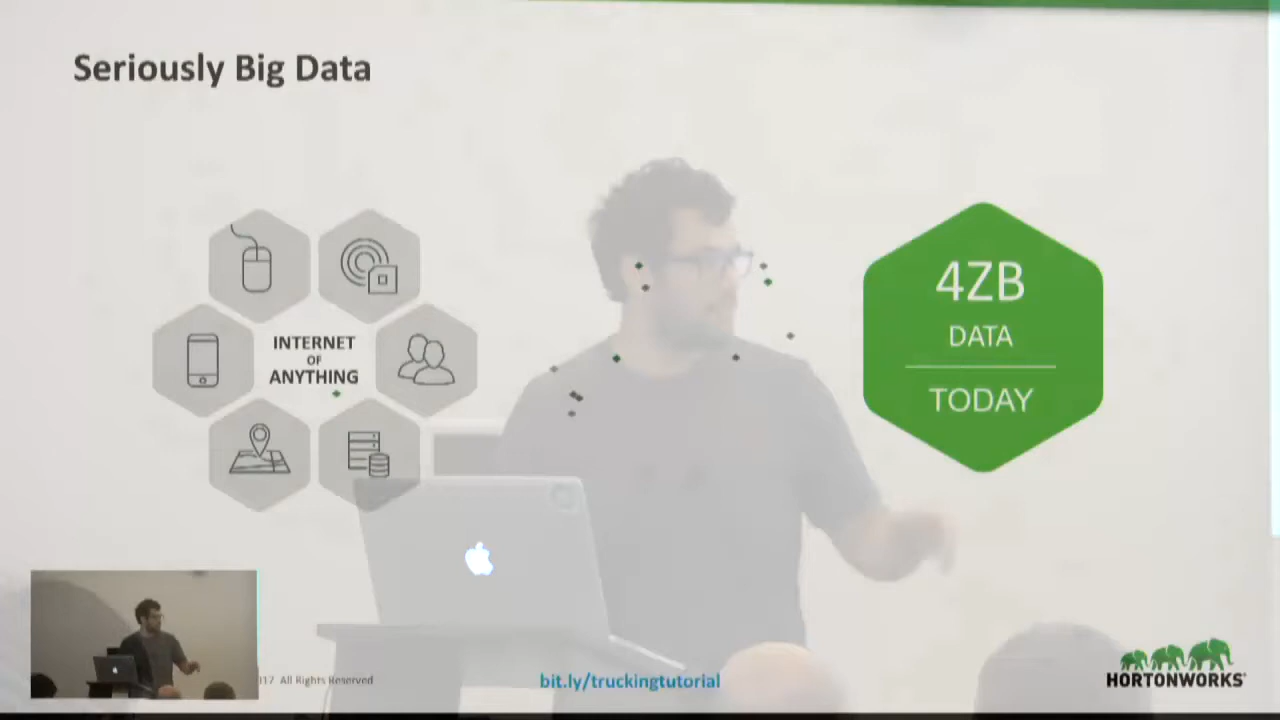 Seriously Big Data
INTERNET
OF
ANYTHING
4ZB
DATA
TODAY
17 All Rights Reserved
bit.ly/truckingtutorial
HORTONWORKS